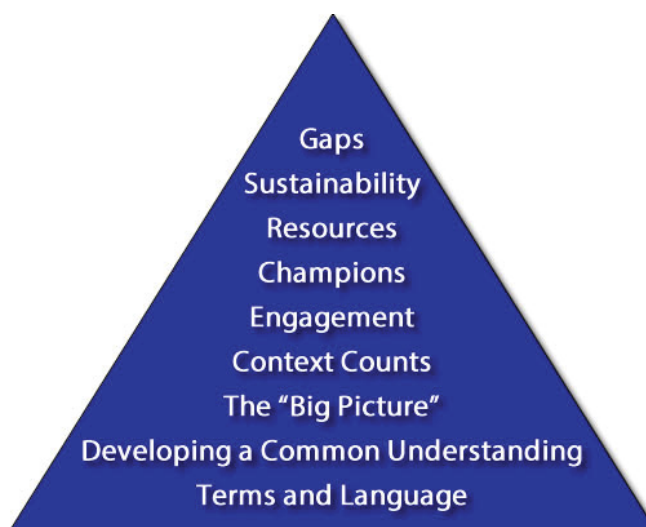 Gaps
Sustainability
Resources
Champions
Engagement
Context Counts
The “Big Picture”
Developing a Common Understanding
Terms and Language